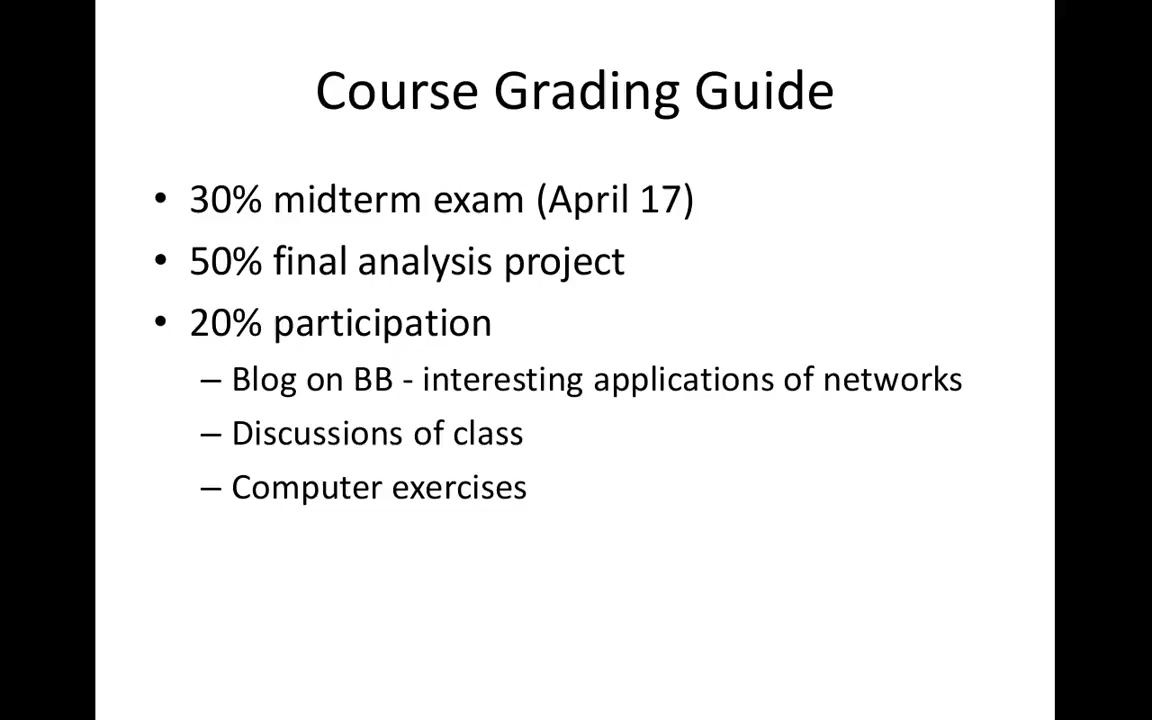 Course Grading Guide
• 30% midterm exam (April 17)
• 50% final analysis project
• 20% participation
– Blog on BB - interesting applications of networks
– Discussions of class
– Computer exercises